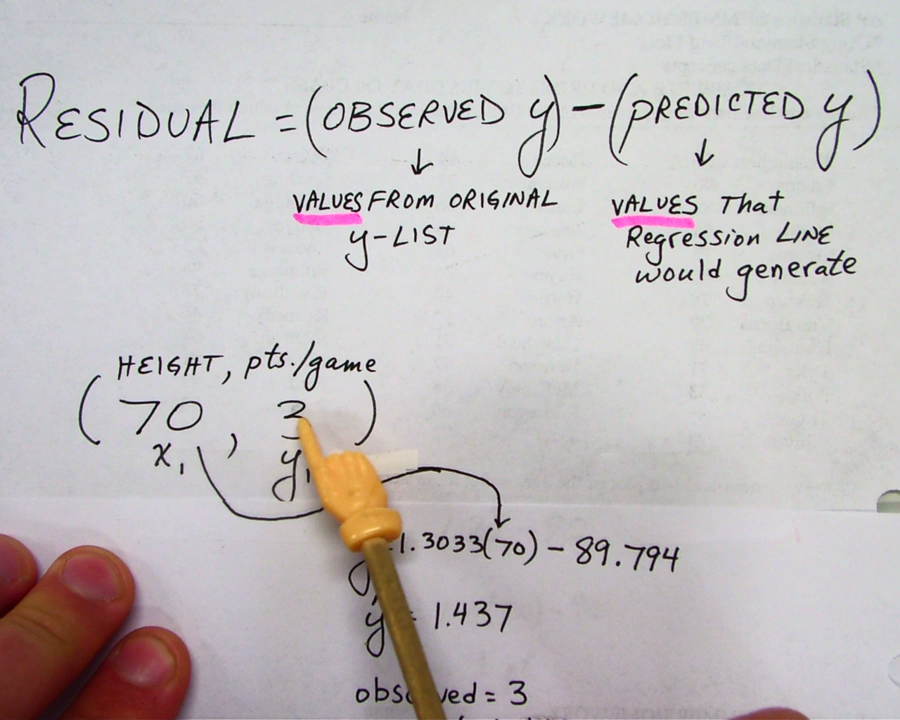 RESIDUAL = (OBSERVED y) - (PREDICTED y)
↓ ↓
VALUES FROM ORIGINAL
y-LIST
VALUES That
Regression LINE
would generate
HEIGHT, pts./game
(70, 3)
x₁ y₁
1.3033(70) - 89.794
y = 1.437
observed = 3